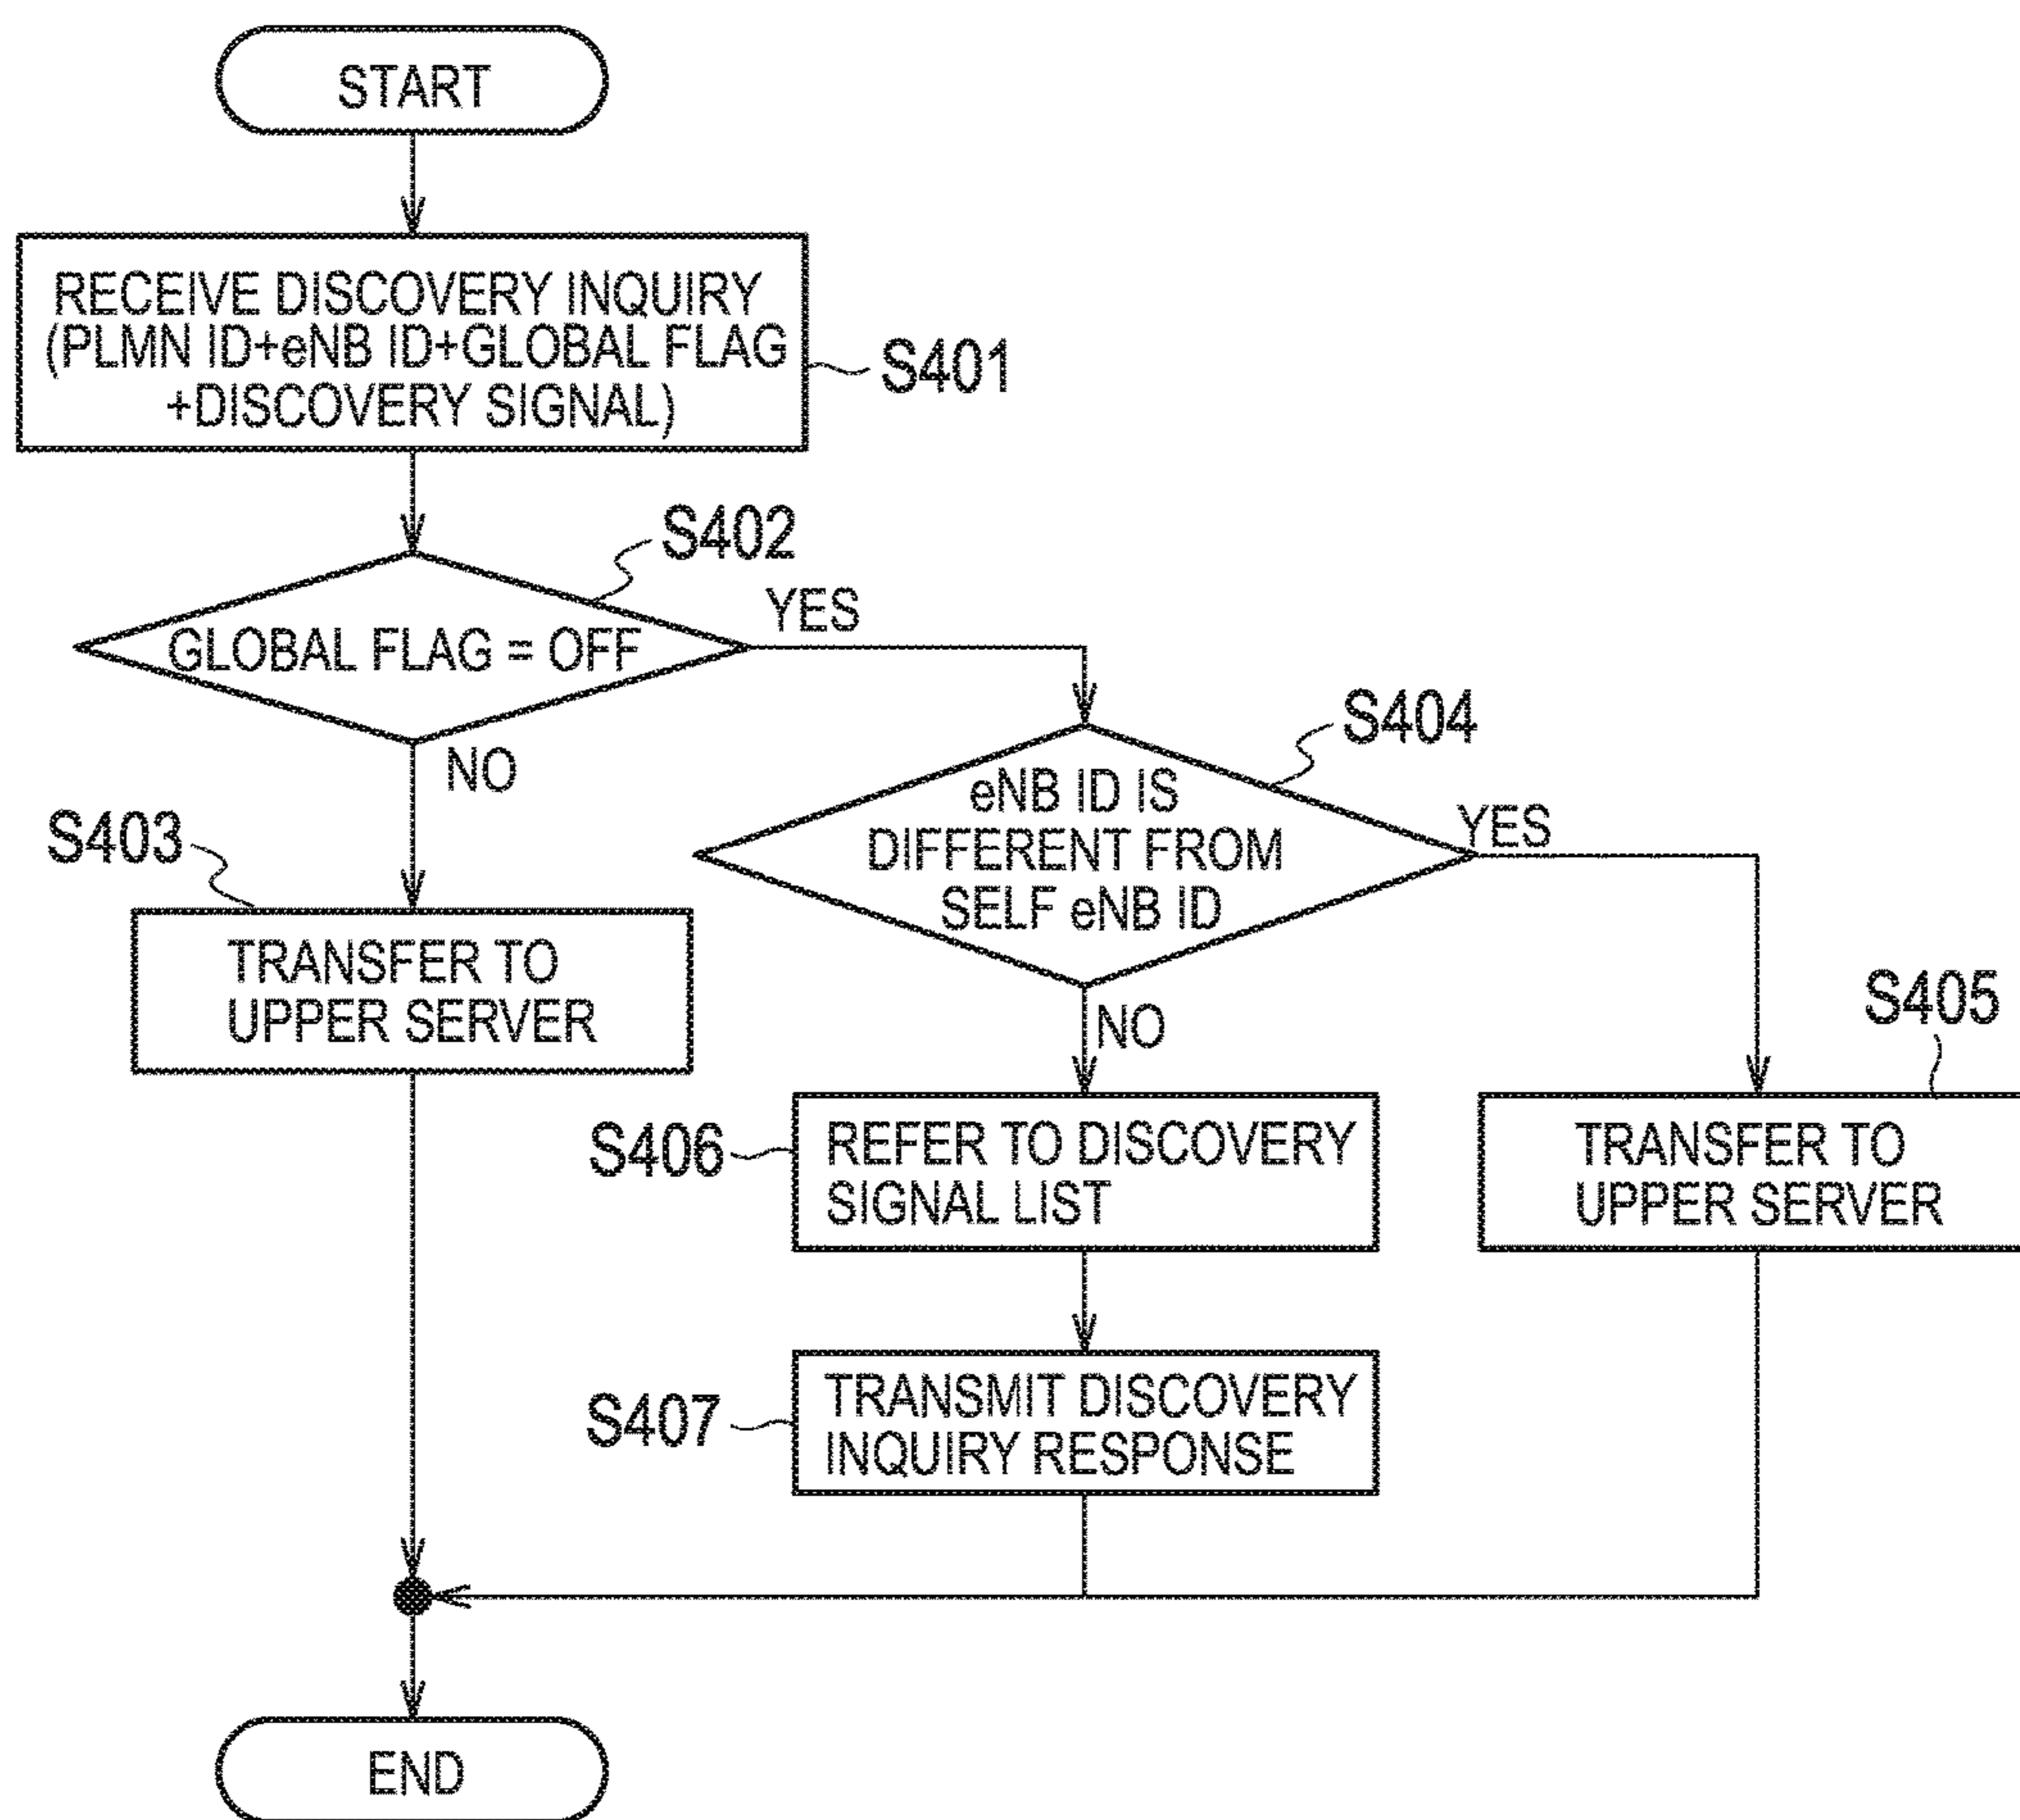 START
RECEIVE DISCOVERY INQUIRY
(PLMN ID+eNB ID+GLOBAL FLAG
+DISCOVERY SIGNAL)
S401
S402
GLOBAL FLAG = OFF
YES
NO
S403
TRANSFER TO
UPPER SERVER
S404
eNB ID IS
DIFFERENT FROM
SELF eNB ID
YES
NO
S405
TRANSFER TO
UPPER SERVER
S406
REFER TO DISCOVERY
SIGNAL LIST
S407
TRANSMIT DISCOVERY
INQUIRY RESPONSE
END